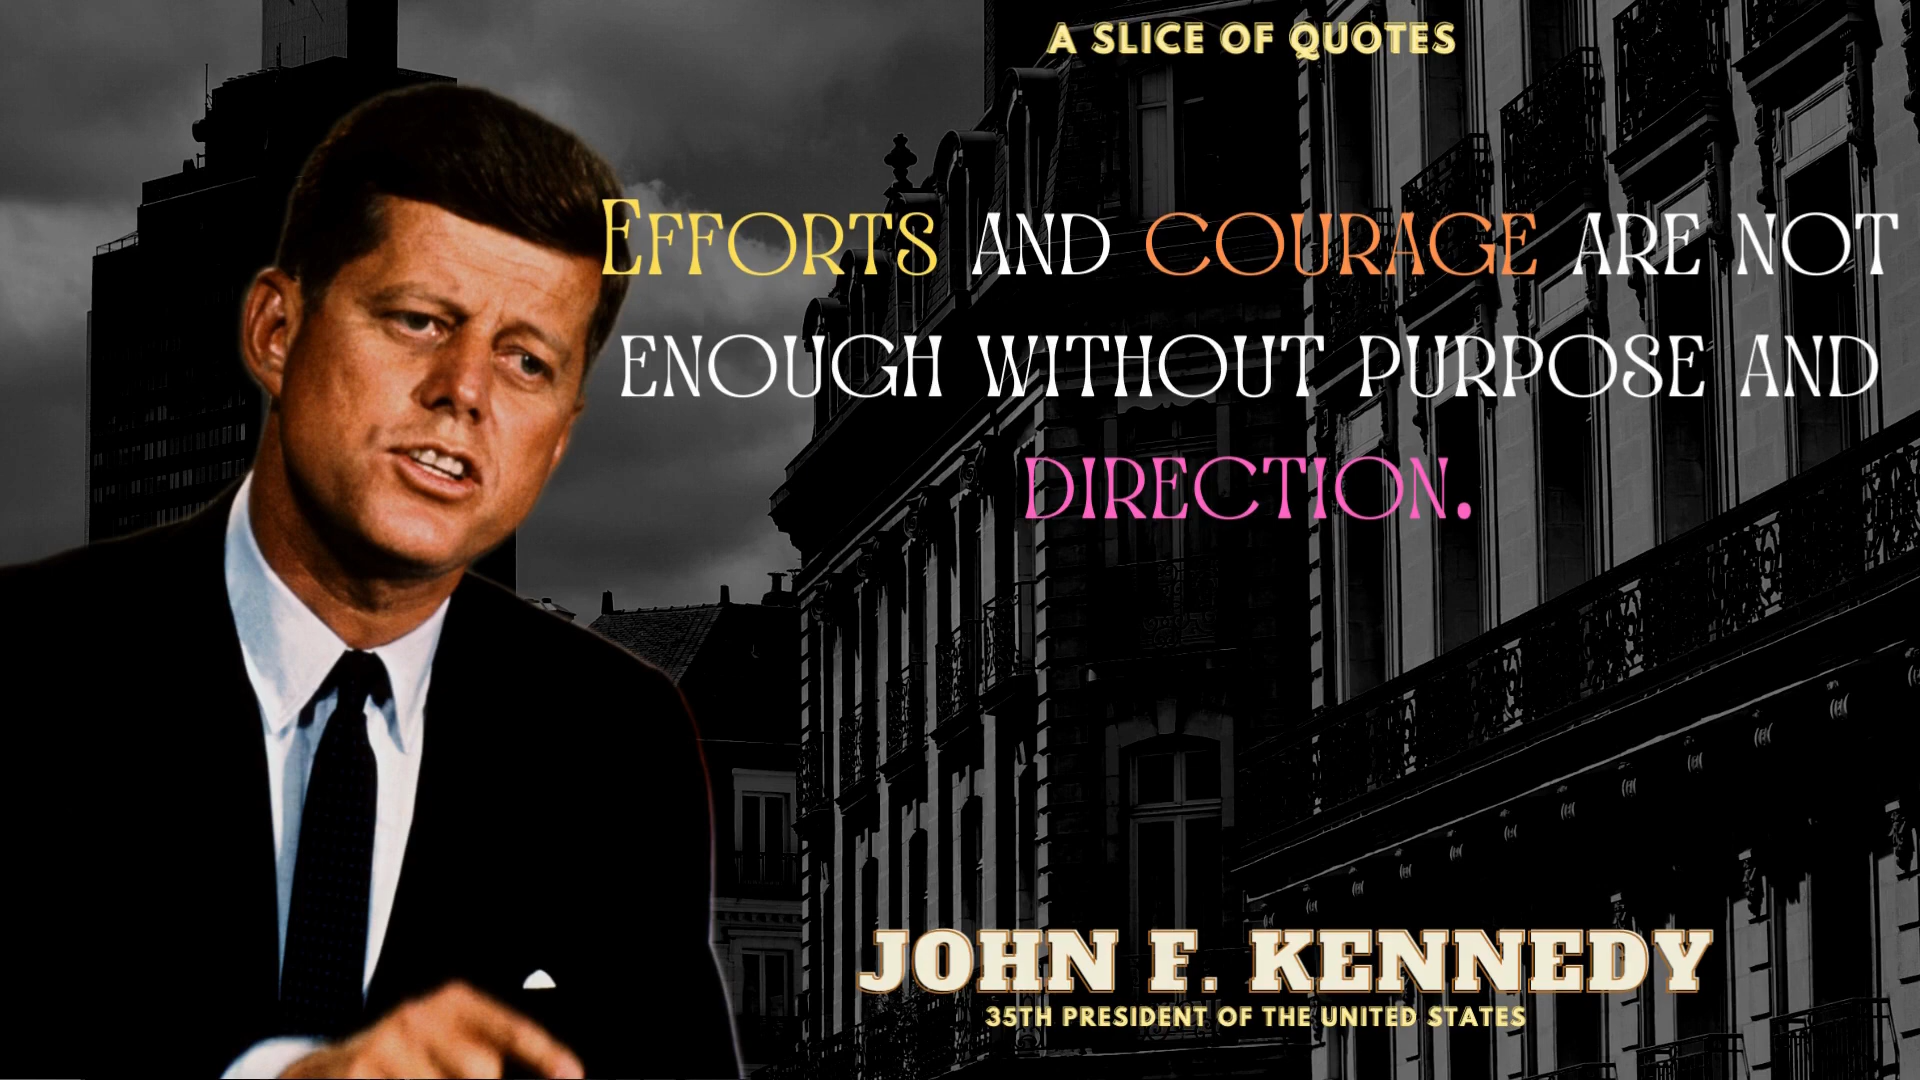 A SLICE OF QUOTES
EFFORTS AND COURAGE ARE NOT
ENOUGH WITHOUT PURPOSE AND
DIRECTION.
JOHN F. KENNEDY
35TH PRESIDENT OF THE UNITED STATES